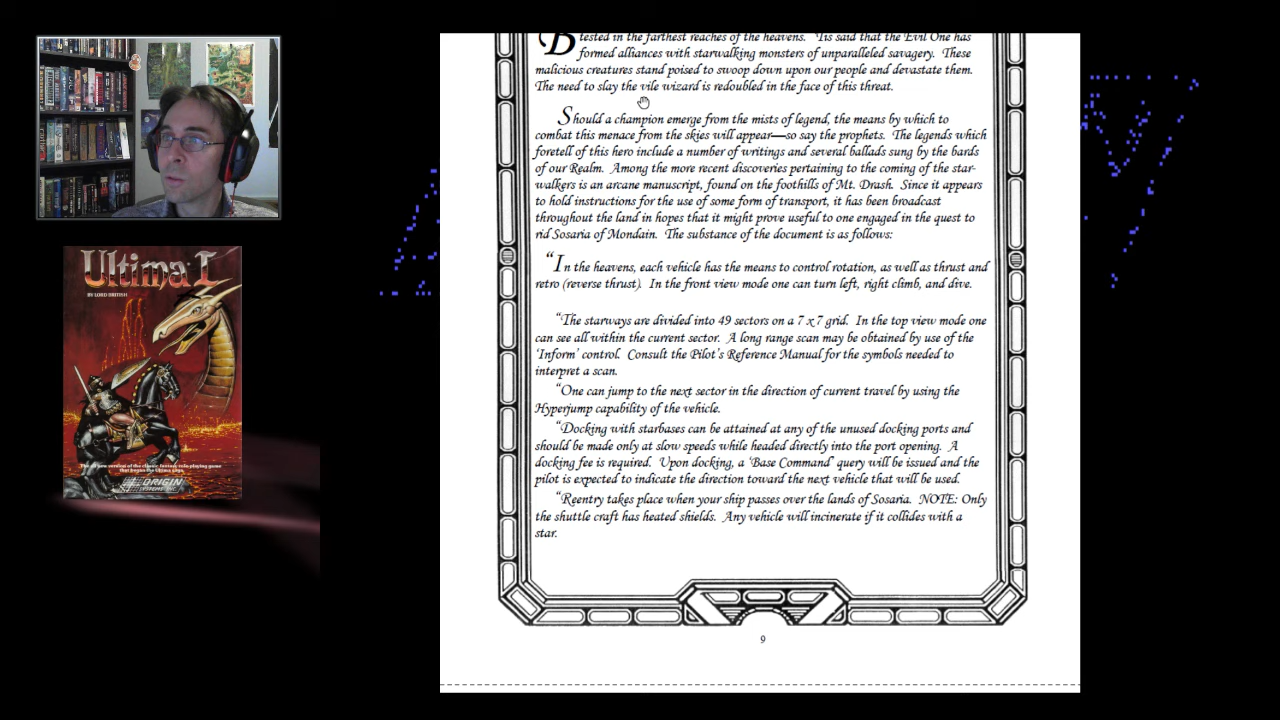 Ultima I
BY LORD BRITISH
ORIGIN
SYSTEMS INC.
B tested in the farthest reaches of the heavens. 'Tis said that the Evil One has
formed alliances with starwalking monsters of unparalleled savagery. These
malicious creatures stand poised to swoop down upon our people and devastate them.
The need to slay the vile wizard is redoubled in the face of this threat.
Should a champion emerge from the mists of legend, the means by which to
combat this menace from the skies will appear—so say the prophets. The legends which
foretell of this hero include a number of writings and several ballads sung by the bards
of our Realm. Among the more recent discoveries pertaining to the coming of the star-
walkers is an arcane manuscript, found on the foothills of Mt. Drash. Since it appears
to hold instructions for the use of some form of transport, it has been broadcast
throughout the land in hopes that it might prove useful to one engaged in the quest to
rid Sosaria of Mondain. The substance of the document is as follows:
“In the heavens, each vehicle has the means to control rotation, as well as thrust and
retro (reverse thrust). In the front view mode one can turn left, right climb, and dive.
“The starways are divided into 49 sectors on a 7 x 7 grid. In the top view mode one
can see all within the current sector. A long range scan may be obtained by use of the
‘Inform’ control. Consult the Pilot’s Reference Manual for the symbols needed to
interpret a scan.
“One can jump to the next sector in the direction of current travel by using the
Hyperjump capability of the vehicle.
“Docking with starbases can be attained at any of the unused docking ports and
should be made only at slow speeds while headed directly into the port opening. A
docking fee is required. Upon docking, a ‘Base Command’ query will be issued and the
pilot is expected to indicate the direction toward the next vehicle that will be used.
“Reentry takes place when your ship passes over the lands of Sosaria. NOTE: Only
the shuttle craft has heated shields. Any vehicle will incinerate if it collides with a
star.
9